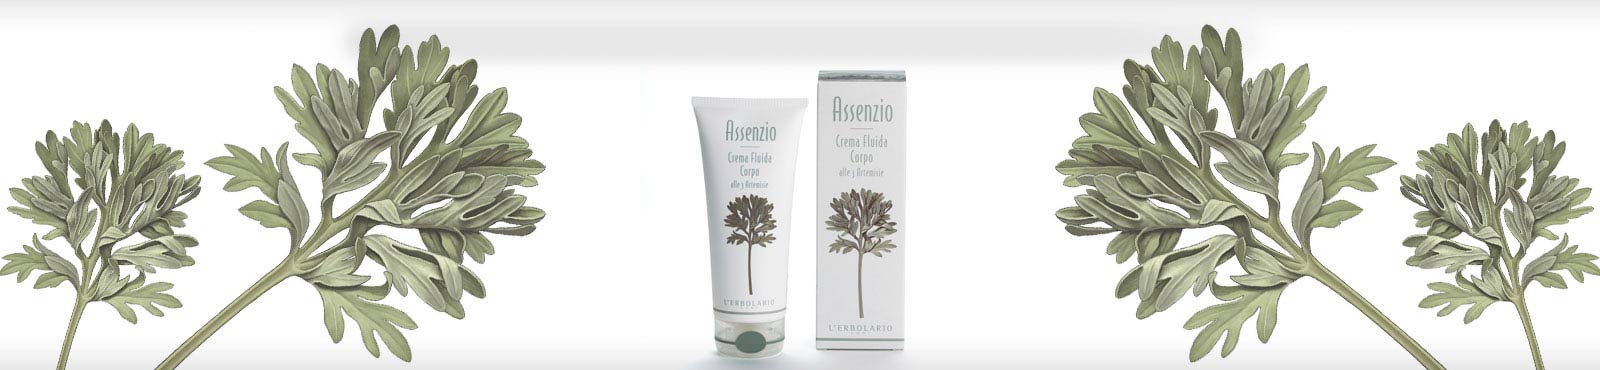 Assenzio
Crema Fluida
Corpo
alle 3 Artemisie
L'ERBOLARIO
Assenzio
Crema Fluida
Corpo
alle 3 Artemisie
L'ERBOLARIO